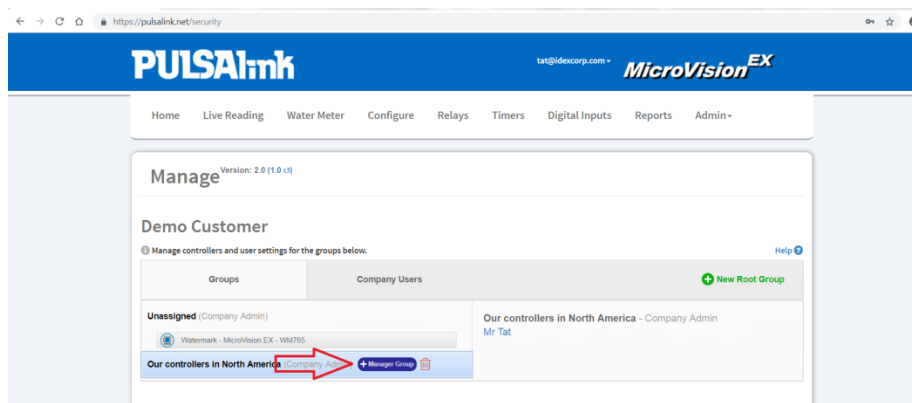 https://pulsalink.net/security
PULSAlink
tat@idexcorp.com
MicroVision EX
Home Live Reading Water Meter Configure Relays Timers Digital Inputs Reports Admin
Manage Version: 2.0 (1.0 ↺)
Demo Customer
Manage controllers and user settings for the groups below.
Help ?
Groups Company Users + New Root Group
Unassigned (Company Admin)
Watermark - MicroVision EX - WM765
Our controllers in North America (Company Admi + Manager Group
Our controllers in North America - Company Admin
Mr Tat